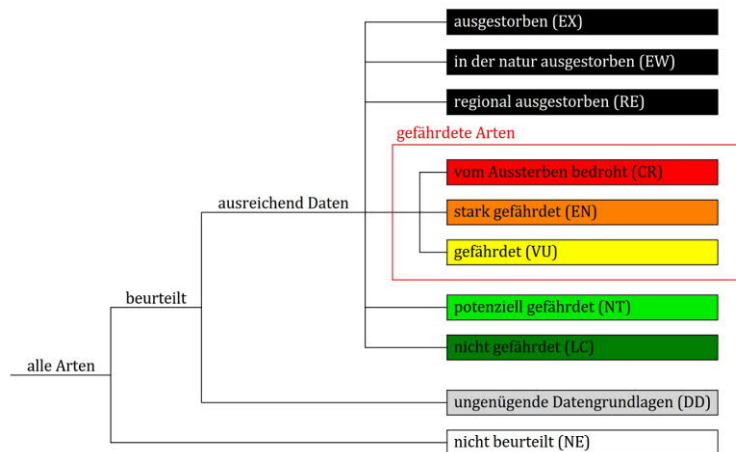 ausgestorben (EX)
in der natur ausgestorben (EW)
regional ausgestorben (RE)
gefährdete Arten
vom Aussterben bedroht (CR)
ausreichend Daten
stark gefährdet (EN)
gefährdet (VU)
beurteilt
potenziell gefährdet (NT)
nicht gefährdet (LC)
alle Arten
ungenügende Datengrundlagen (DD)
nicht beurteilt (NE)